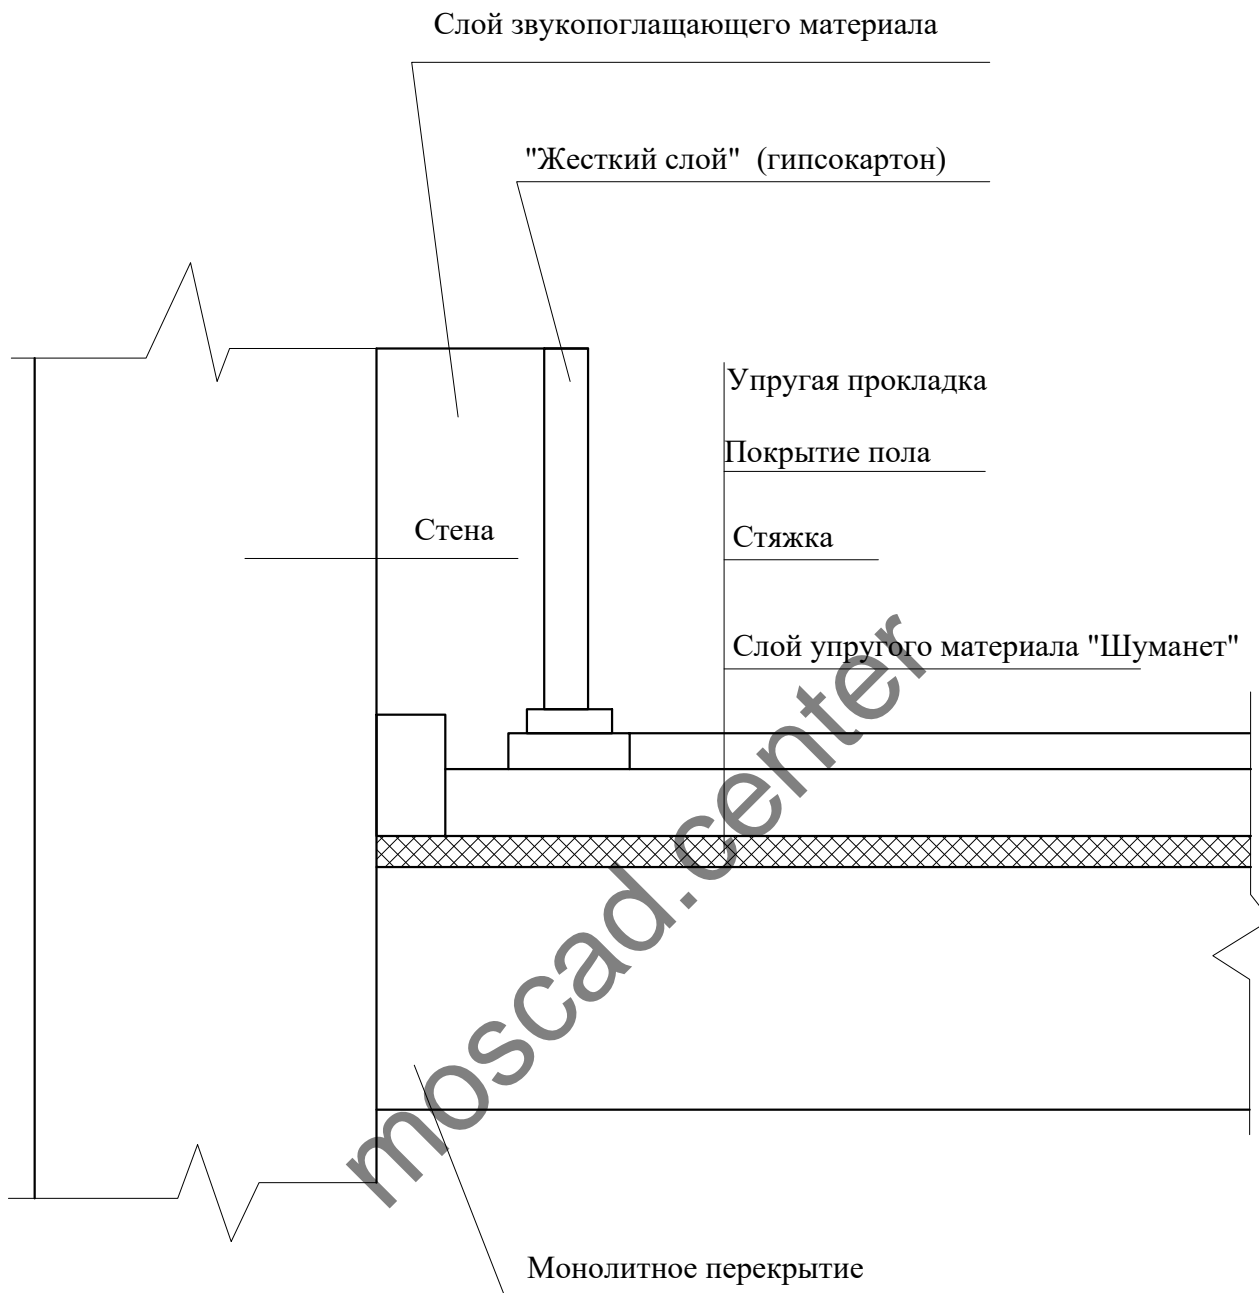 Слой звукопоглащающего материала
"Жесткий слой" (гипсокартон)
Упругая прокладка
Покрытие пола
Стена
Стяжка
Слой упругого материала "Шуманет"
moscad.center
Монолитное перекрытие